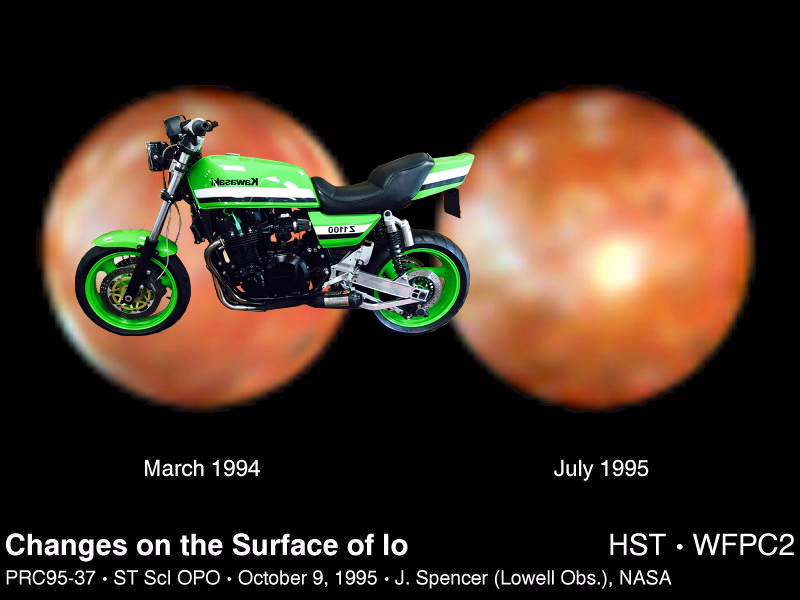 Kawasaki
Z1100
March 1994
July 1995
Changes on the Surface of Io
HST • WFPC2
PRC95-37 • ST ScI OPO • October 9, 1995 • J. Spencer (Lowell Obs.), NASA